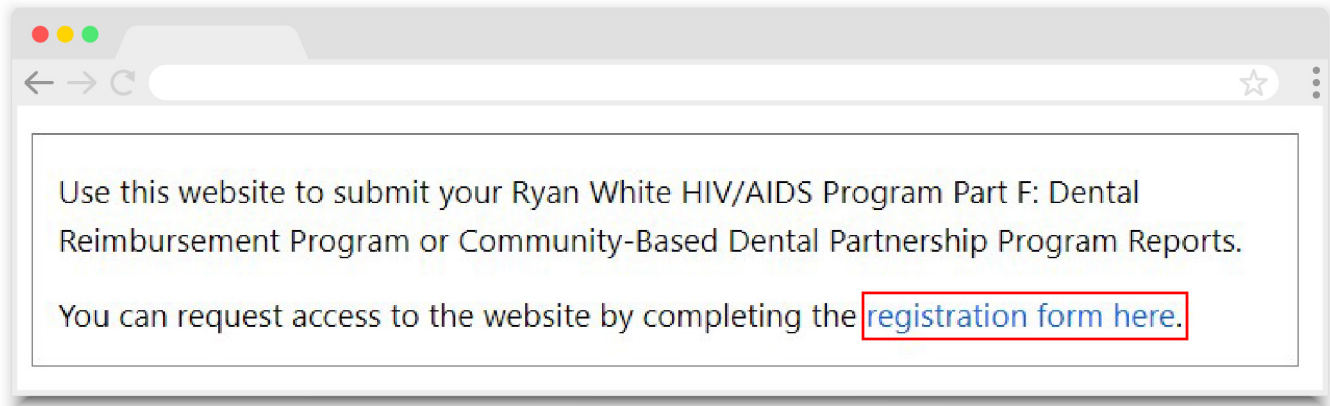 Use this website to submit your Ryan White HIV/AIDS Program Part F: Dental
Reimbursement Program or Community-Based Dental Partnership Program Reports.
You can request access to the website by completing the registration form here.